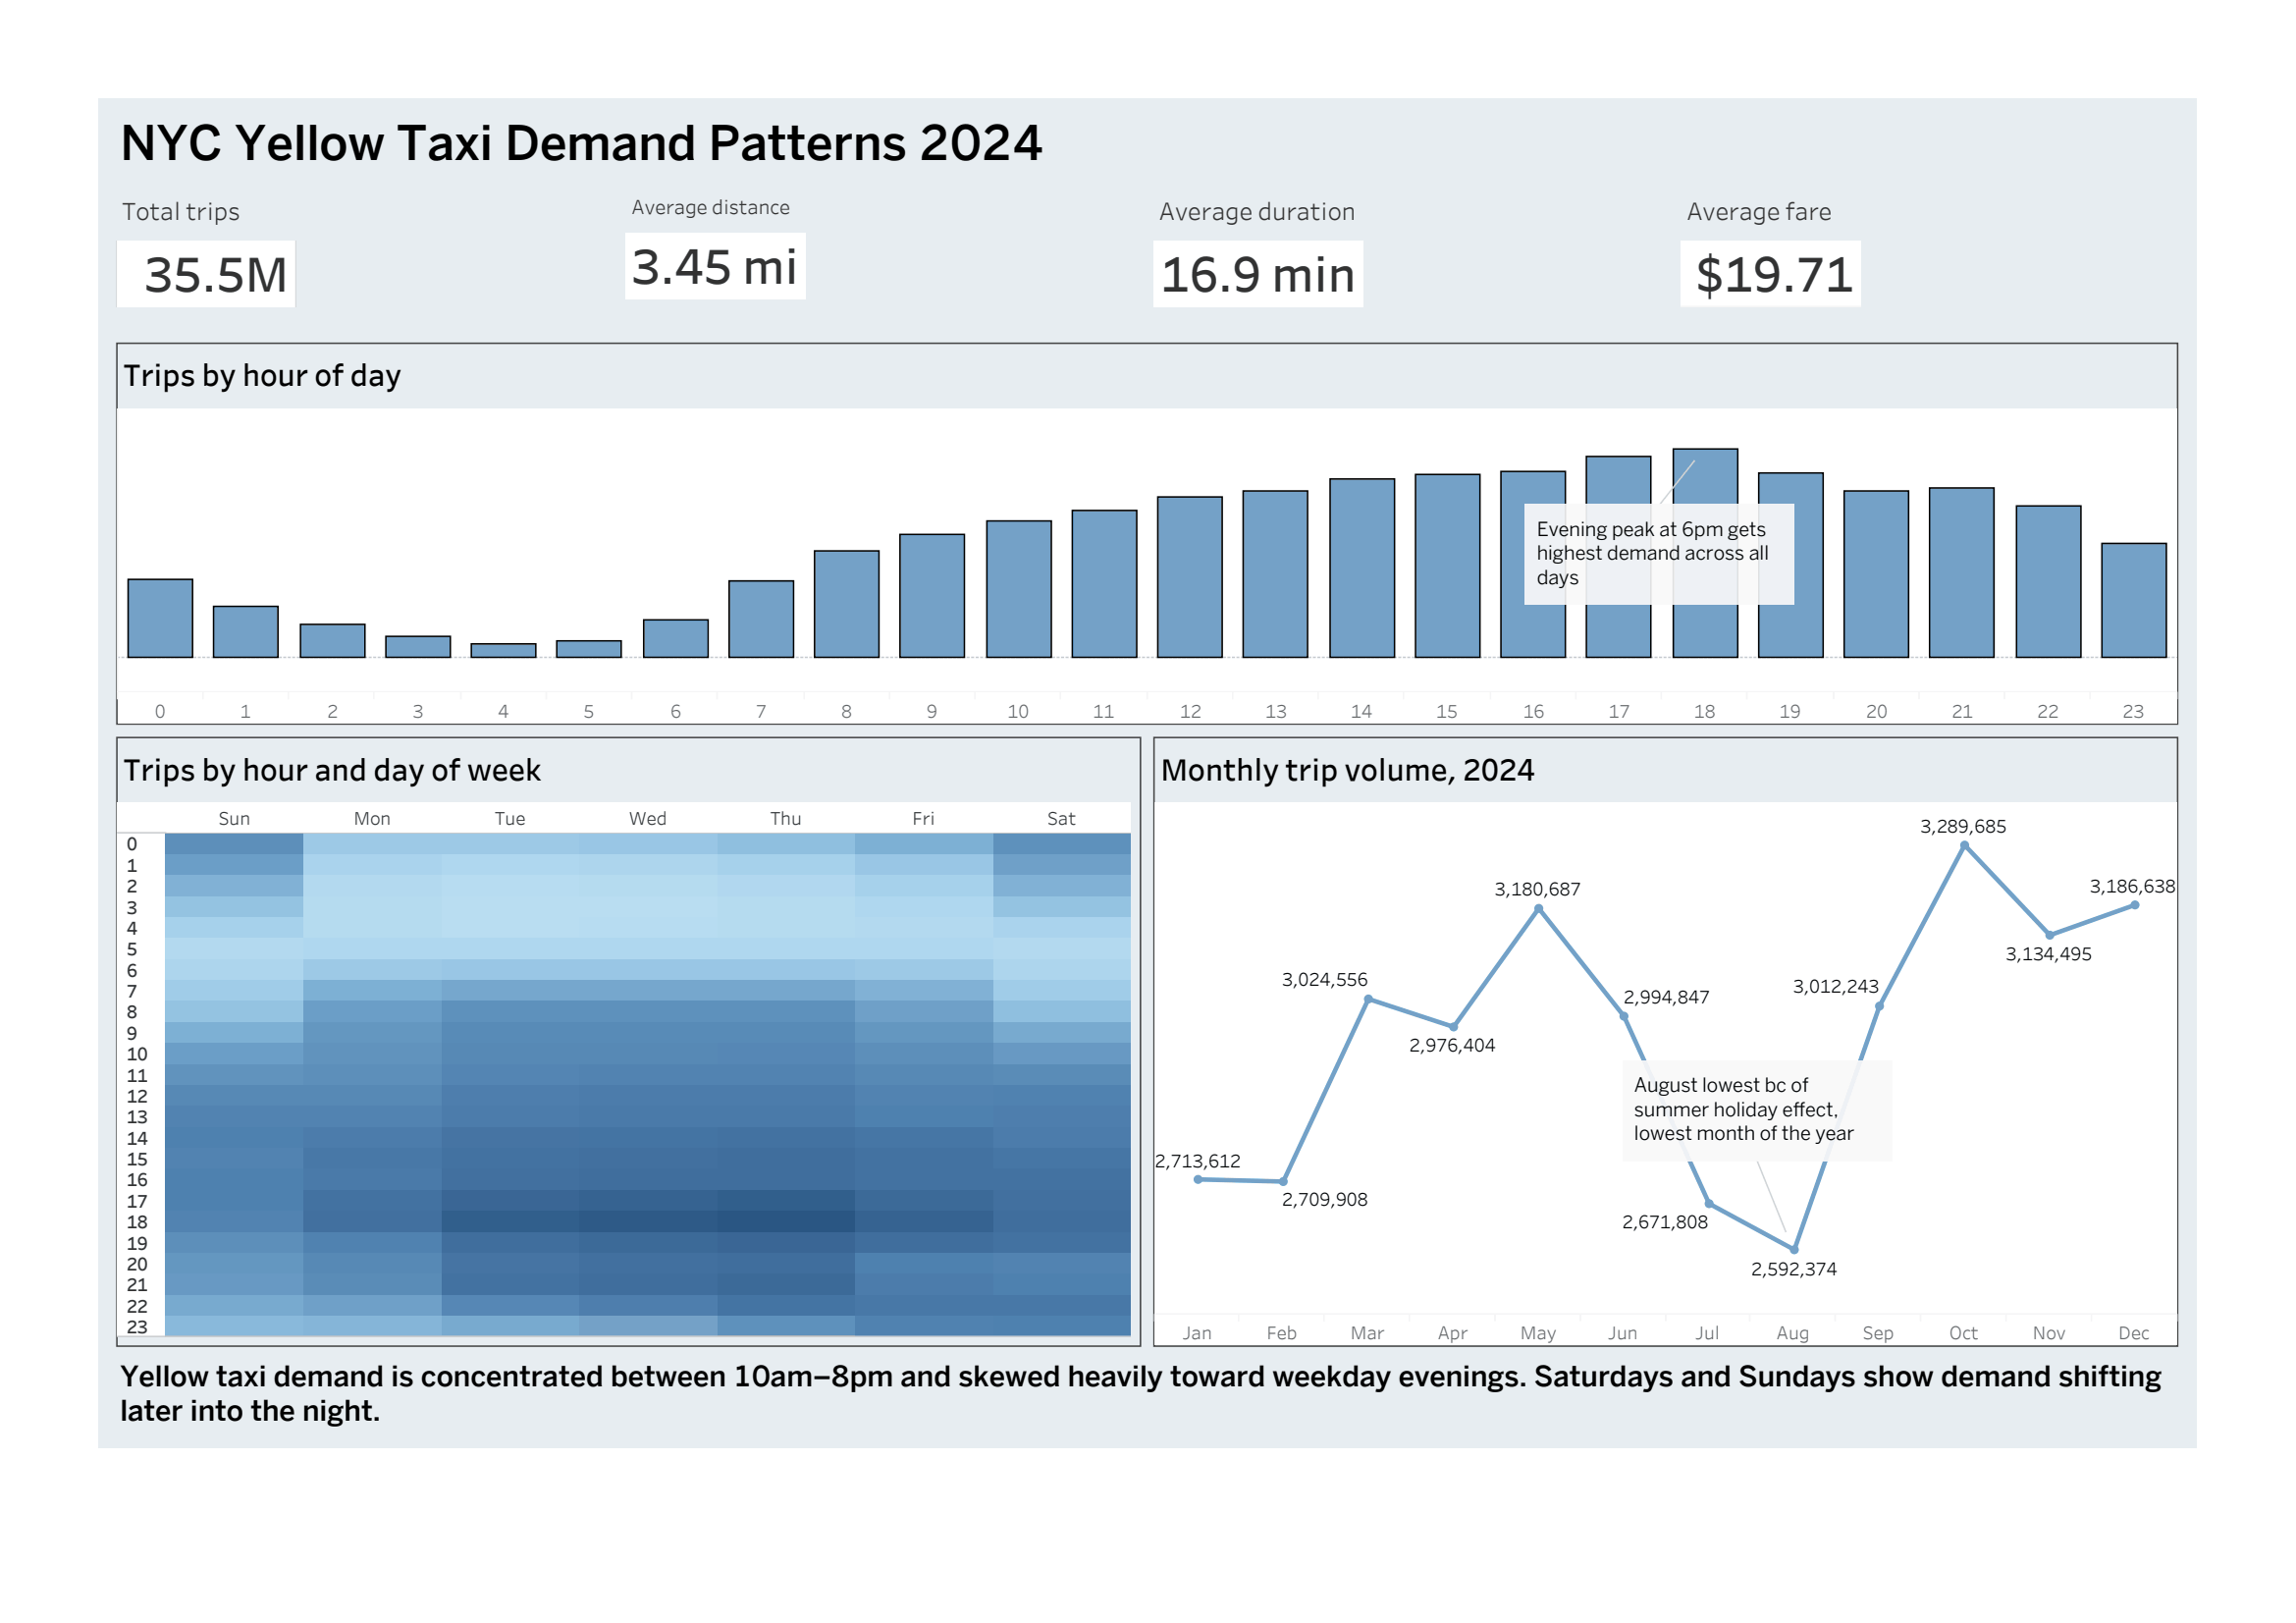 NYC Yellow Taxi Demand Patterns 2024
Total trips
Average distance
Average duration
Average fare
35.5M
3.45 mi
16.9 min
$19.71
Trips by hour of day
Evening peak at 6pm gets
highest demand across all
days
0 1 2 3 4 5 6 7 8 9 10 11 12 13 14 15 16 17 18 19 20 21 22 23
Trips by hour and day of week
Sun Mon Tue Wed Thu Fri Sat
0
1
2
3
4
5
6
7
8
9
10
11
12
13
14
15
16
17
18
19
20
21
22
23
Monthly trip volume, 2024
2,713,612
2,709,908
3,024,556
2,976,404
3,180,687
2,994,847
2,671,808
2,592,374
3,012,243
3,289,685
3,134,495
3,186,638
August lowest bc of
summer holiday effect,
lowest month of the year
Jan Feb Mar Apr May Jun Jul Aug Sep Oct Nov Dec
Yellow taxi demand is concentrated between 10am–8pm and skewed heavily toward weekday evenings. Saturdays and Sundays show demand shifting
later into the night.